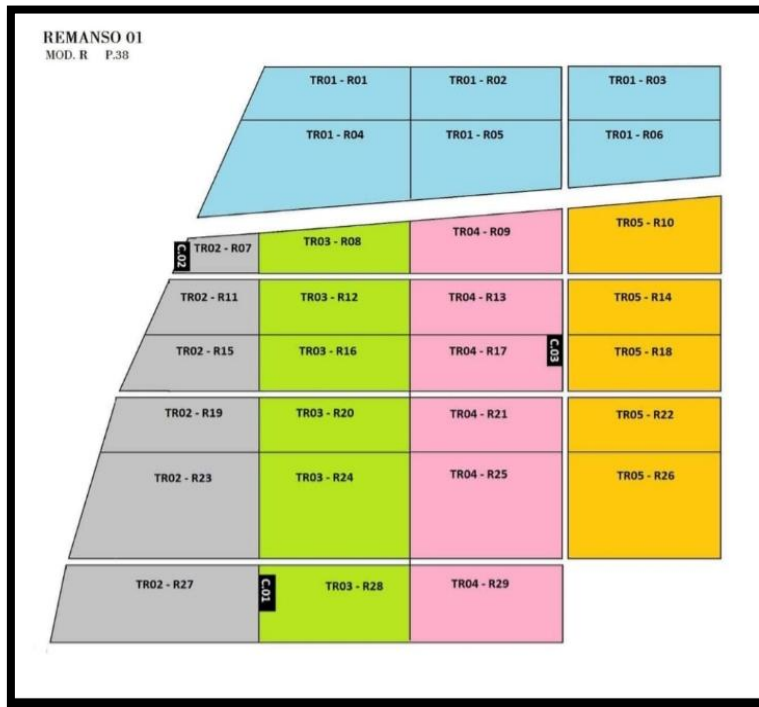 REMANSO 01
MOD. R P.38
TR01 - R01 TR01 - R02 TR01 - R03
TR01 - R04 TR01 - R05 TR01 - R06
C.02 TR02 - R07 TR03 - R08 TR04 - R09 TR05 - R10
TR02 - R11 TR03 - R12 TR04 - R13 TR05 - R14
TR02 - R15 TR03 - R16 TR04 - R17 C.03 TR05 - R18
TR02 - R19 TR03 - R20 TR04 - R21 TR05 - R22
TR02 - R23 TR03 - R24 TR04 - R25 TR05 - R26
TR02 - R27 C.01 TR03 - R28 TR04 - R29